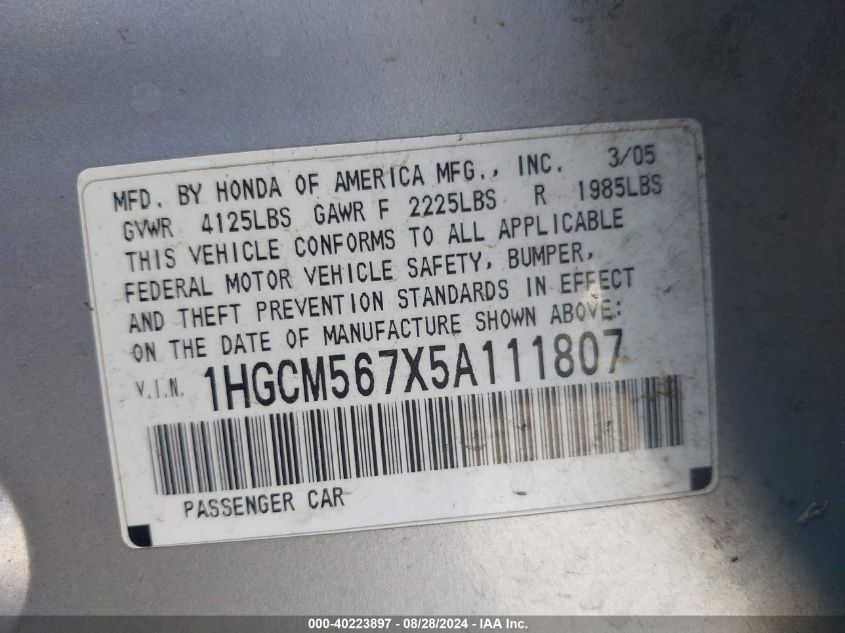 MFD. BY HONDA OF AMERICA MFG., INC. 3/05
GVWR 4125LBS GAWR F 2225LBS R 1985LBS
THIS VEHICLE CONFORMS TO ALL APPLICABLE
FEDERAL MOTOR VEHICLE SAFETY, BUMPER,
AND THEFT PREVENTION STANDARDS IN EFFECT
ON THE DATE OF MANUFACTURE SHOWN ABOVE:
V.I.N. 1HGCM567X5A111807
PASSENGER CAR
000-40223897 - 08/28/2024 - IAA Inc.